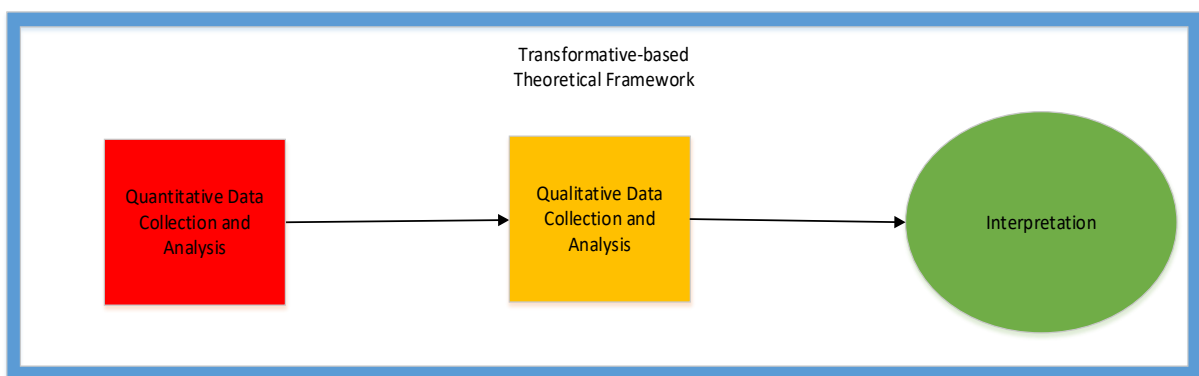 Transformative-based
Theoretical Framework
Quantitative Data
Collection and
Analysis
Qualitative Data
Collection and
Analysis
Interpretation